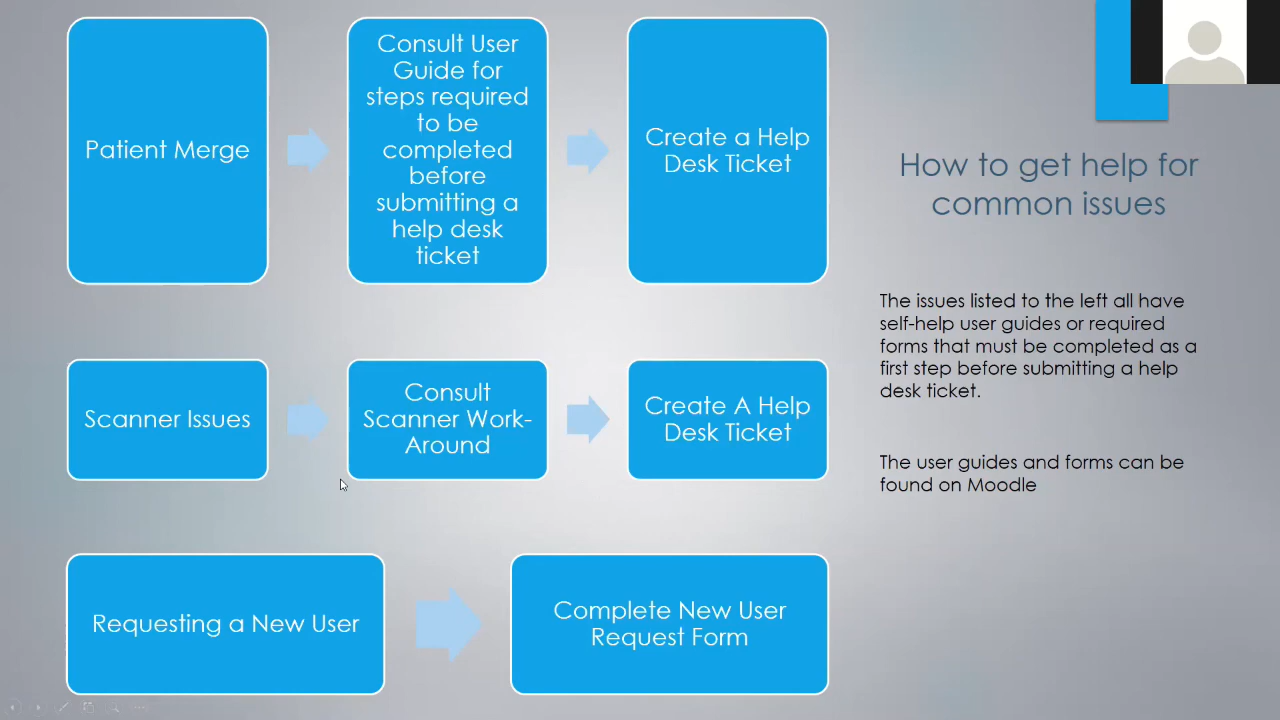 Patient Merge
Consult User
Guide for
steps required
to be
completed
before
submitting a
help desk
ticket
Create a Help
Desk Ticket
Scanner Issues
Consult
Scanner Work-
Around
Create A Help
Desk Ticket
Requesting a New User
Complete New User
Request Form
How to get help for
common issues
The issues listed to the left all have
self-help user guides or required
forms that must be completed as a
first step before submitting a help
desk ticket.
The user guides and forms can be
found on Moodle